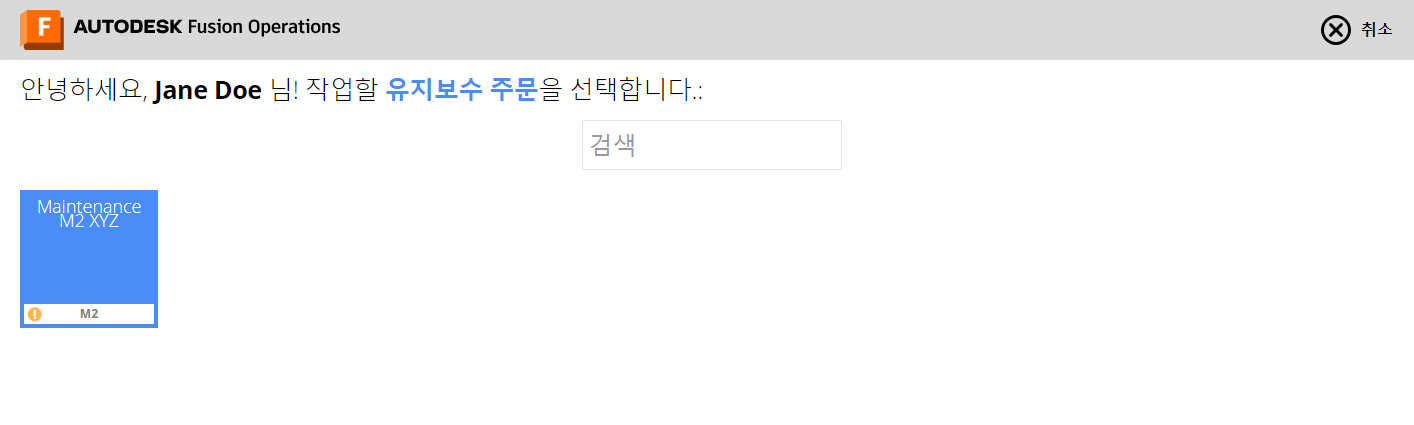 F AUTODESK Fusion Operations
취소
안녕하세요, Jane Doe 님! 작업할 유지보수 주문을 선택합니다.:
검색
Maintenance
M2 XYZ
M2